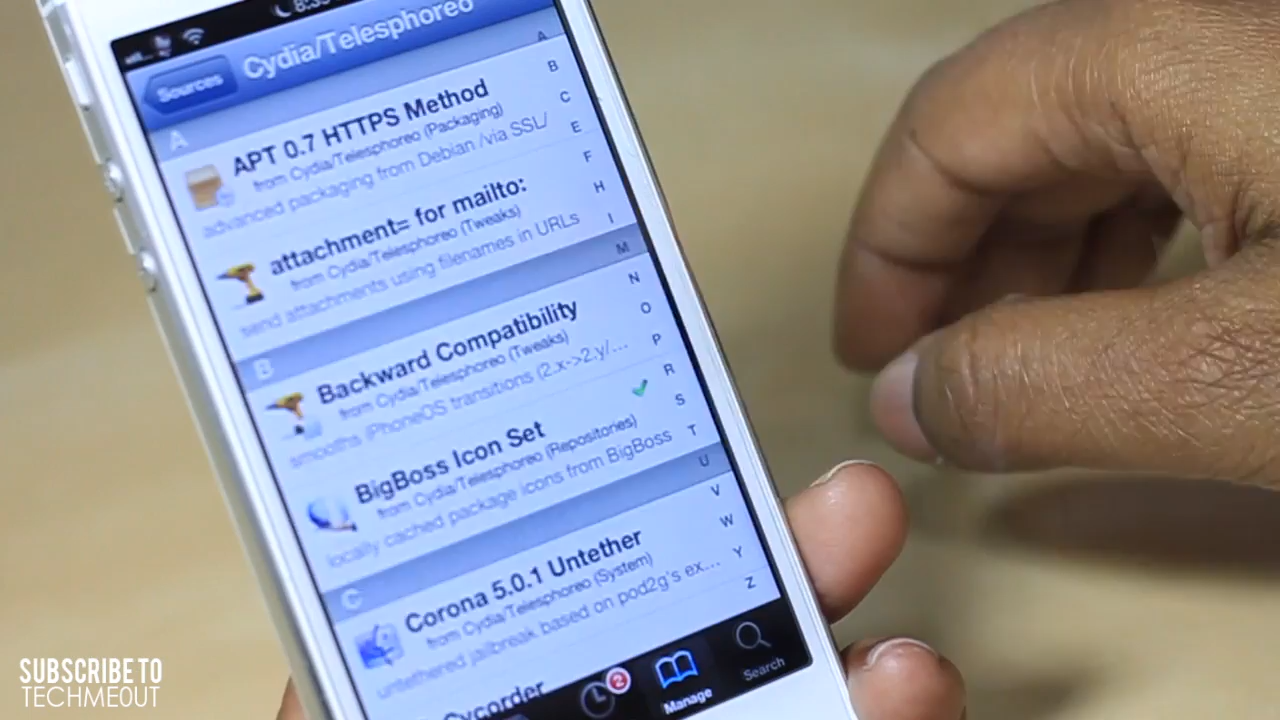 8:35
Sources
Cydia/Telesphoreo
A
APT 0.7 HTTPS Method
from Cydia/Telesphoreo (Packaging)
advanced packaging from Debian /via SSL/
attachment= for mailto:
from Cydia/Telesphoreo (Tweaks)
send attachments using filenames in URLs
B
Backward Compatibility
from Cydia/Telesphoreo (Tweaks)
smooths iPhoneOS transitions (2.x->2.y/...
BigBoss Icon Set
from Cydia/Telesphoreo (Repositories)
locally cached package icons from BigBoss
C
Corona 5.0.1 Untether
from Cydia/Telesphoreo (System)
untethered jailbreak based on pod2g's ex...
Cycorder
A
B
C
E
F
H
I
M
N
O
P
R
S
T
U
V
W
Y
Z
2
Manage
Search
SUBSCRIBE TO
TECHMEOUT